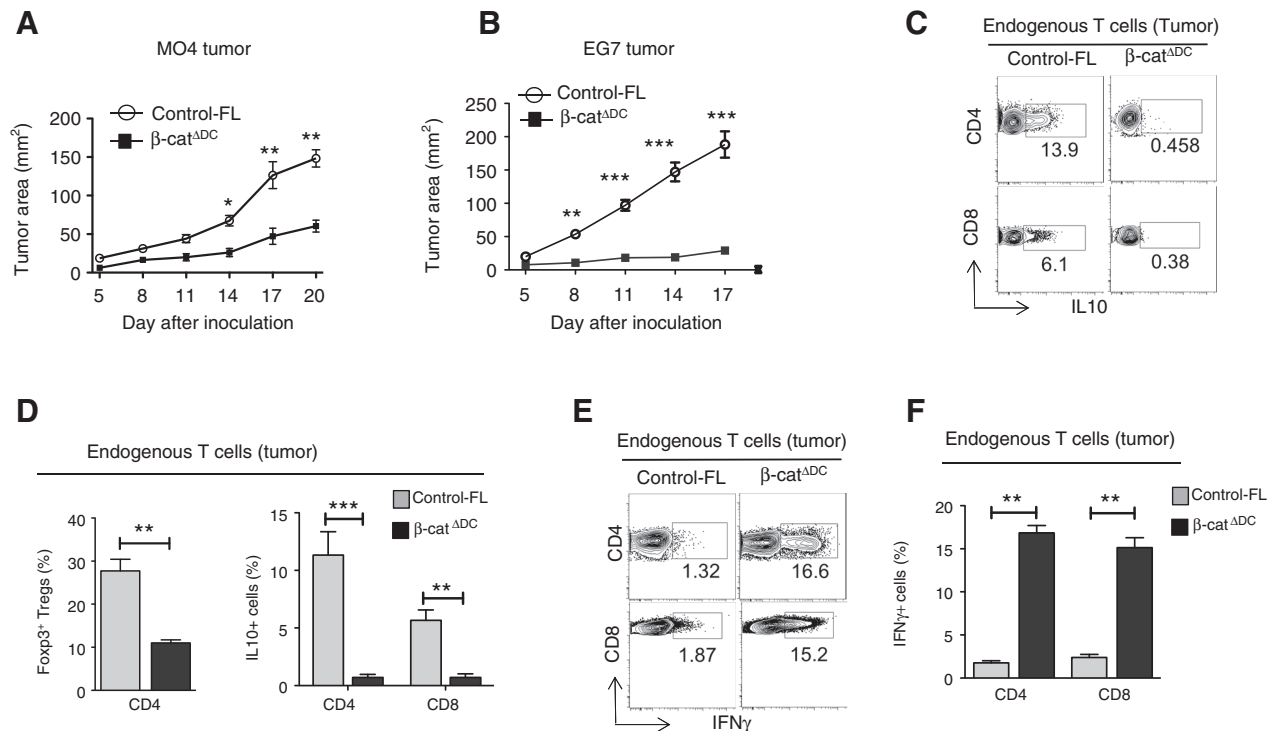 A
MO4 tumor
Control-FL
β-cat^ΔDC
Tumor area (mm²)
200
150
100
50
0
*
**
**
5 8 11 14 17 20
Day after inoculation
B
EG7 tumor
Control-FL
β-cat^ΔDC
Tumor area (mm²)
250
200
150
100
50
0
**
***
***
***
5 8 11 14 17
Day after inoculation
C
Endogenous T cells (Tumor)
Control-FL β-cat^ΔDC
CD4
13.9 0.458
CD8
6.1 0.38
IL10
D
Endogenous T cells (tumor)
Control-FL
β-cat^ΔDC
Foxp3⁺ Tregs (%)
40
30
20
10
0
**
CD4
IL10+ cells (%)
15
10
5
0
***
**
CD4 CD8
E
Endogenous T cells (tumor)
Control-FL β-cat^ΔDC
CD4
1.32 16.6
CD8
1.87 15.2
IFNγ
F
Endogenous T cells (tumor)
Control-FL
β-cat^ΔDC
IFNγ+ cells (%)
20
15
10
5
0
** **
CD4 CD8